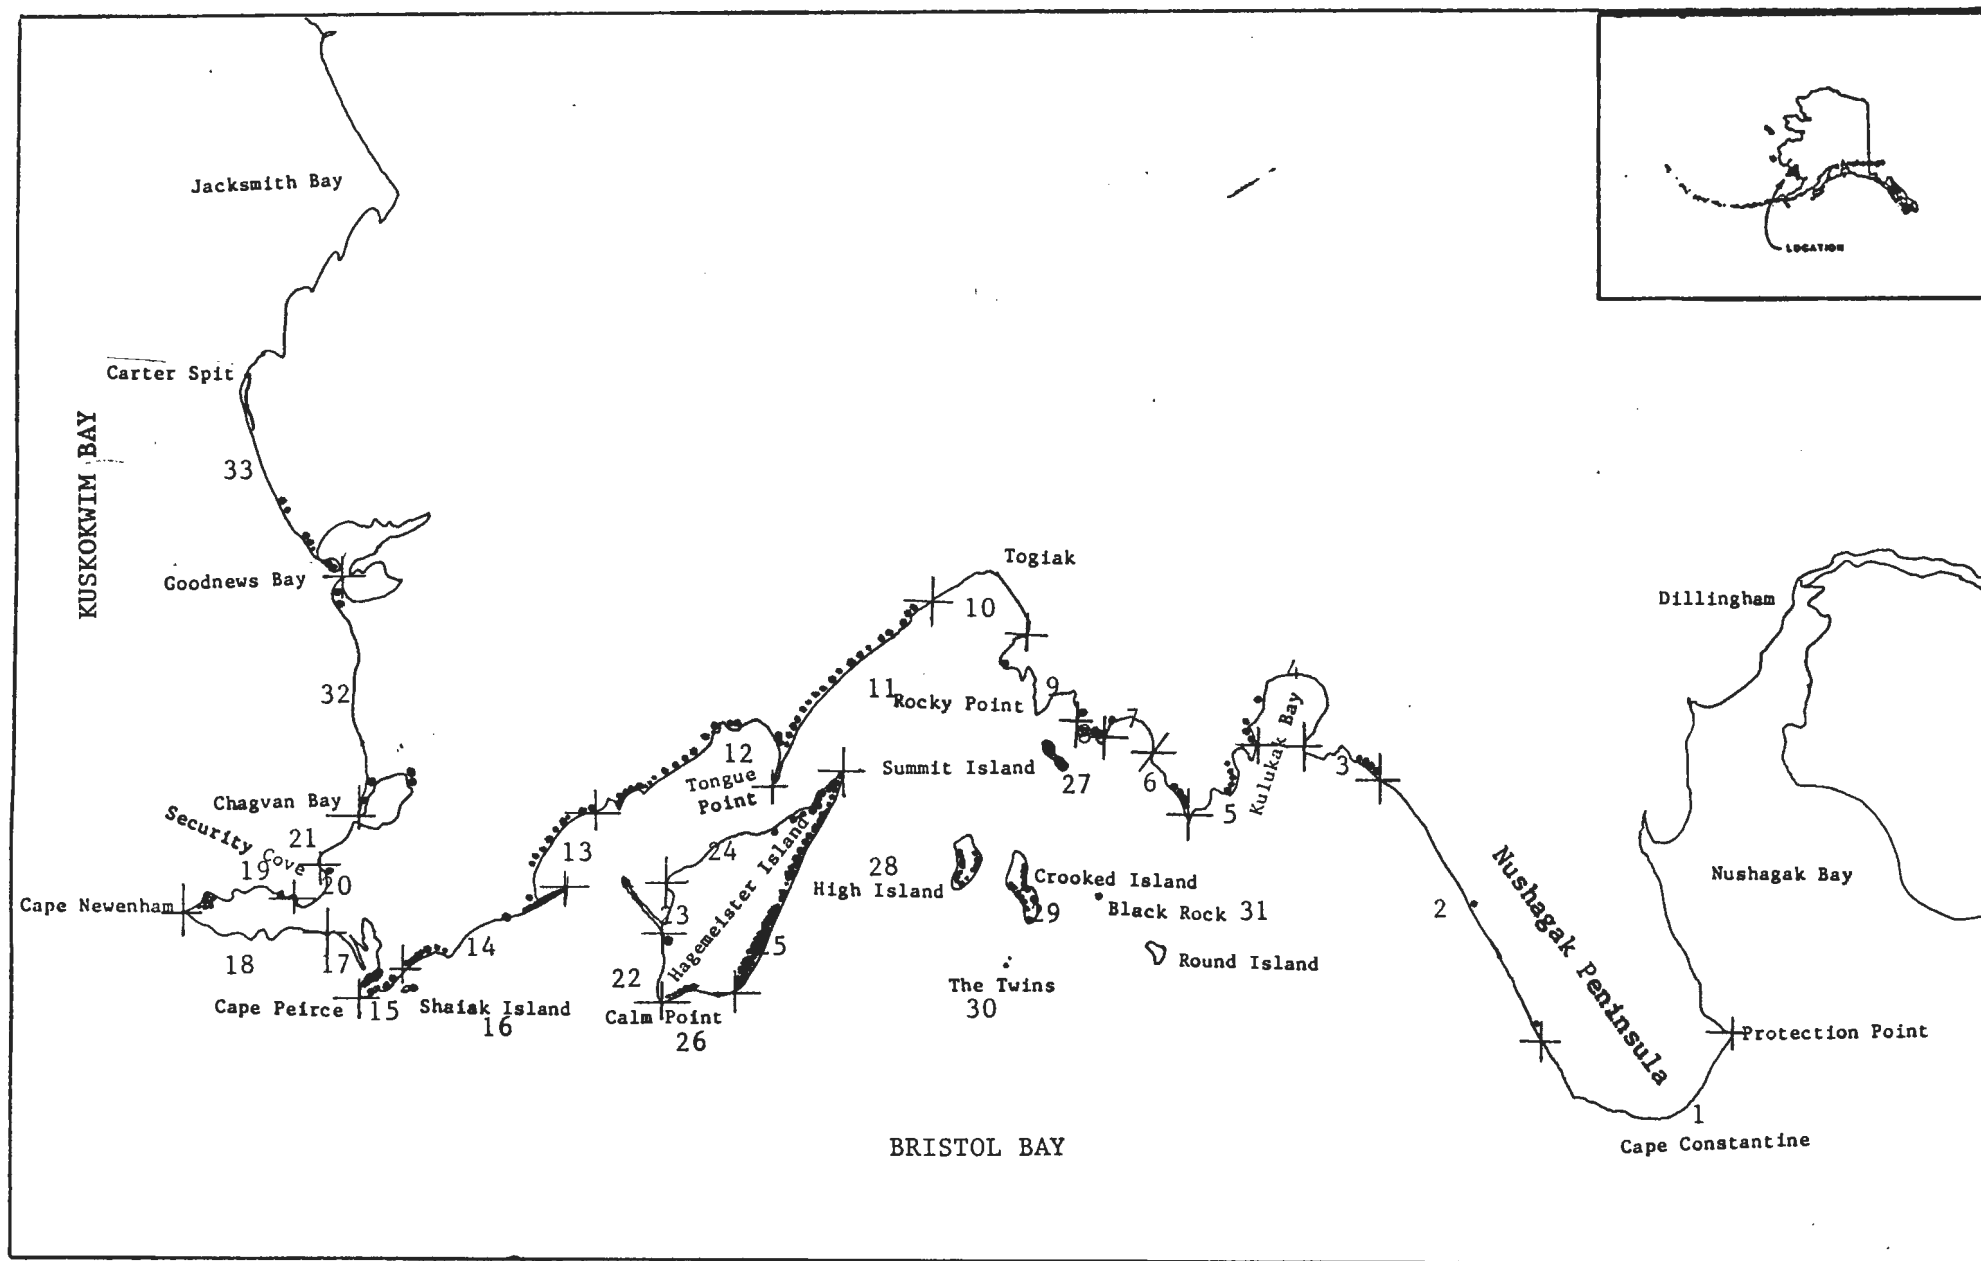 LOCATION
Jacksmith Bay
Carter Spit
KUSKOKWIM BAY
33
Goodnews Bay
Togiak
10
Dillingham
32
11
Rocky Point
9
4
7
8
12
Tongue
Point
Summit Island
27
6
3
5
Kulukak Bay
Chagvan Bay
Security
Cove
21
19
20
13
24
Hagemeister Island
28
High Island
Crooked Island
29
Black Rock 31
Nushagak Bay
Nushagak Peninsula
2
Cape Newenham
18
17
14
23
25
22
Round Island
The Twins
30
Cape Peirce
15
Shaiak Island
16
Calm Point
26
Protection Point
1
Cape Constantine
BRISTOL BAY